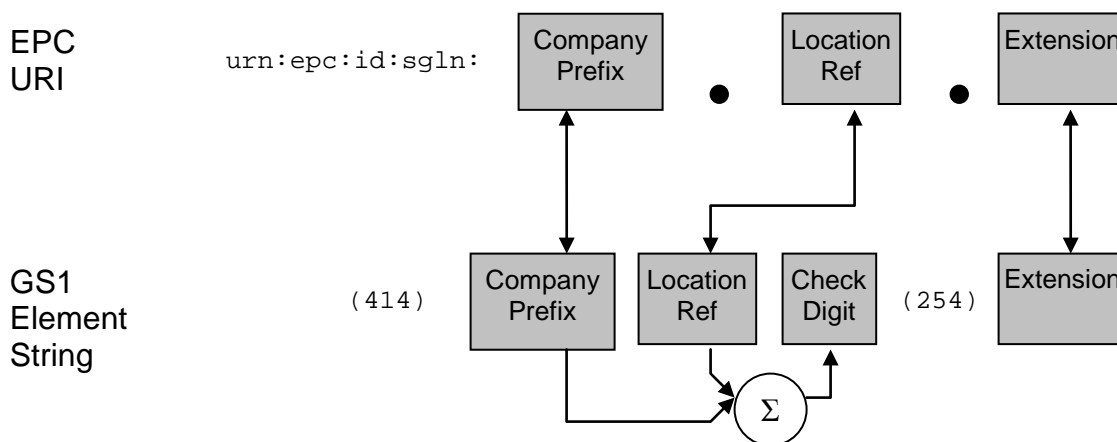 EPC
URI
urn:epc:id:sgln:
Company
Prefix
Location
Ref
Extension
GS1
Element
String
(414)
Company
Prefix
Location
Ref
Check
Digit
(254)
Extension
Σ